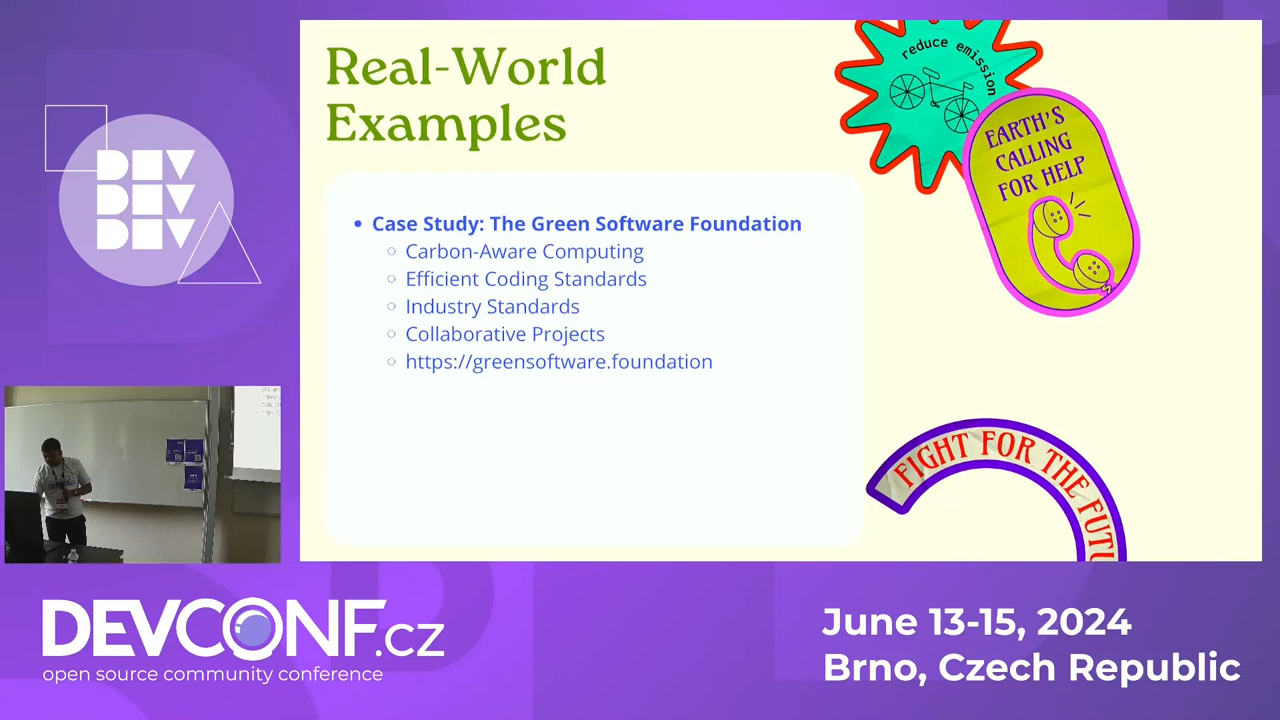 Real-World
Examples
Case Study: The Green Software Foundation
Carbon-Aware Computing
Efficient Coding Standards
Industry Standards
Collaborative Projects
https://greensoftware.foundation
reduce emission
EARTH'S
CALLING
FOR HELP
FIGHT FOR THE FUTU
DEV
DEV
DEV
DEVCONF.cz
open source community conference
June 13-15, 2024
Brno, Czech Republic